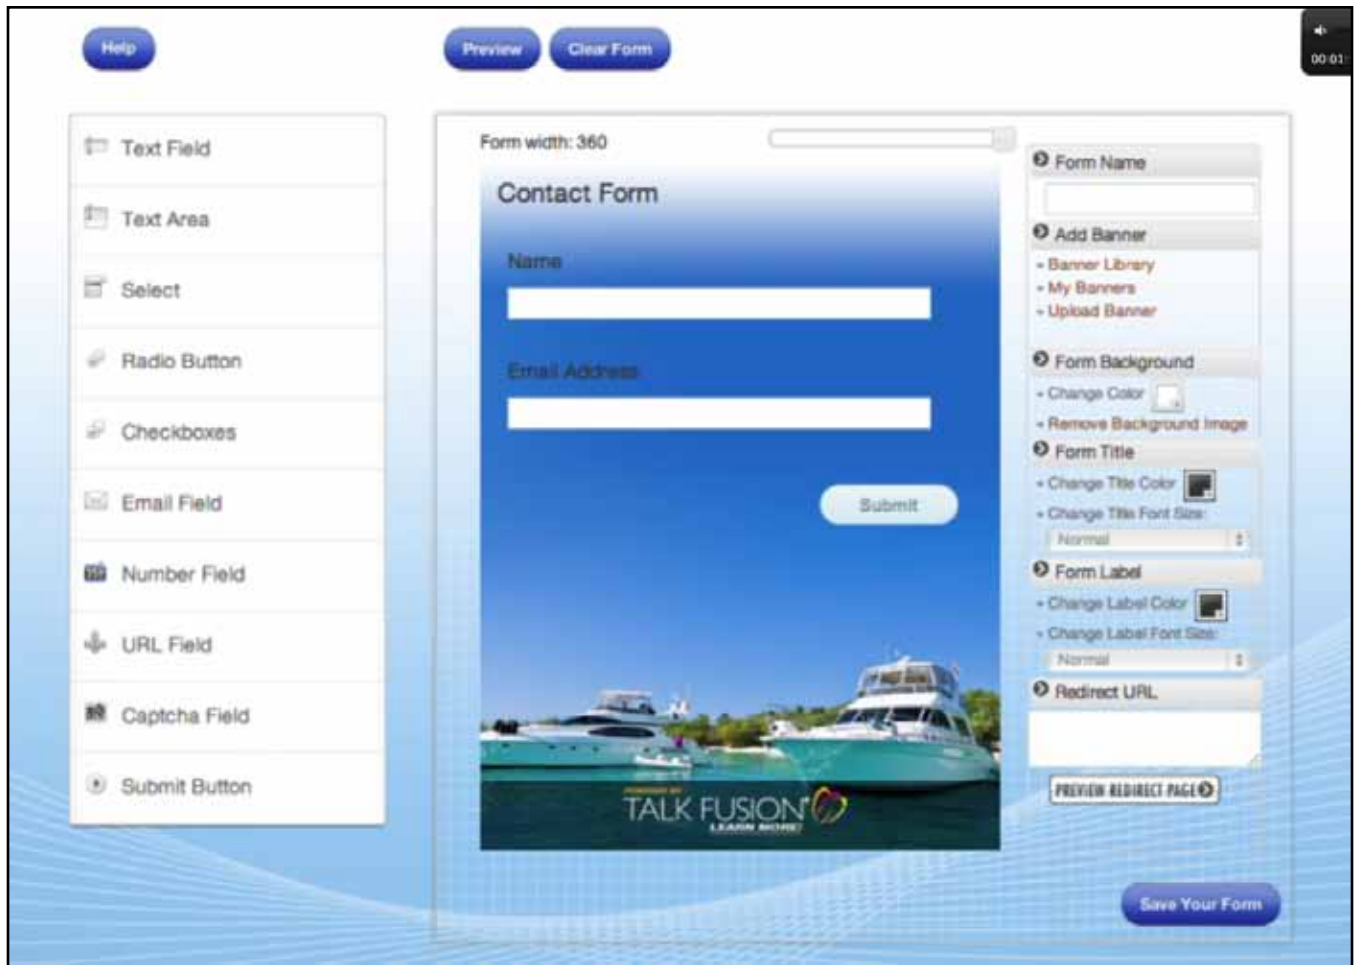 Help
Preview
Clear Form
00:01:
Text Field
Text Area
Select
Radio Button
Checkboxes
Email Field
Number Field
URL Field
Captcha Field
Submit Button
Form width: 360
Contact Form
Name
Email Address
Submit
POWERED BY
TALK FUSION
LEARN MORE!
Form Name
Add Banner
Banner Library
My Banners
Upload Banner
Form Background
Change Color
Remove Background Image
Form Title
Change Title Color
Change Title Font Size:
Normal
Form Label
Change Label Color
Change Label Font Size:
Normal
Redirect URL
PREVIEW REDIRECT PAGE
Save Your Form